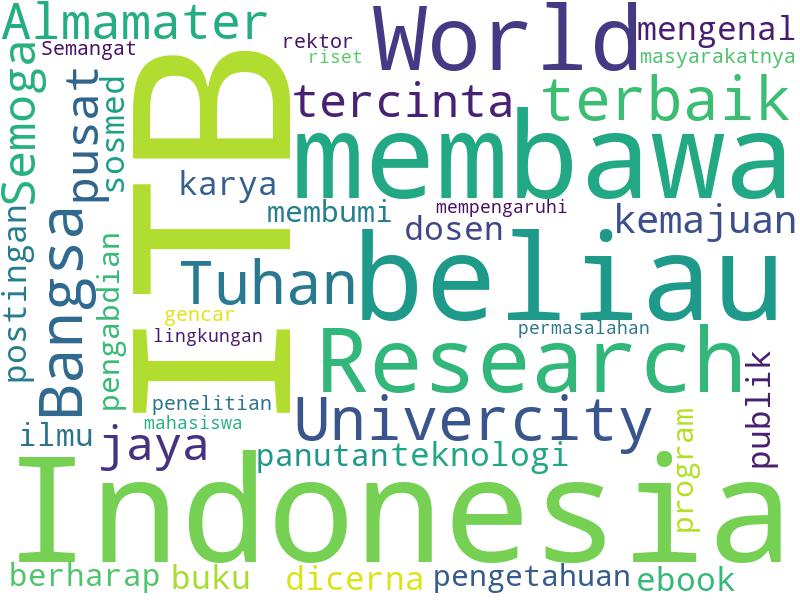 Almamater
World
mengenal
Semangat
rektor
riset
masyarakatnya
Semoga
pusat
sosmed
ITB
tercinta
terbaik
membawa
karya
membumi
mempengaruhi
dosen
kemajuan
postingan
Bangsa
pengabdian
Tuhan
beliau
gencar
lingkungan
permasalahan
Research
penelitian
mahasiswa
Univercity
publik
ilmu
jaya
panutan
teknologi
program
Indonesia
berharap
buku
dicerna
pengetahuan
ebook